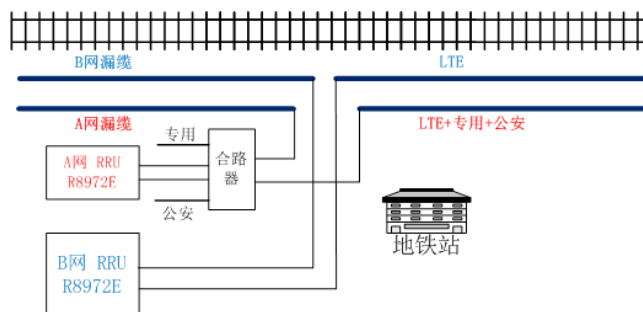 B网漏缆
LTE
A网漏缆
LTE+专用+公安
专用
A网 RRU
R8972E
合路
器
公安
地铁站
B网 RRU
R8972E